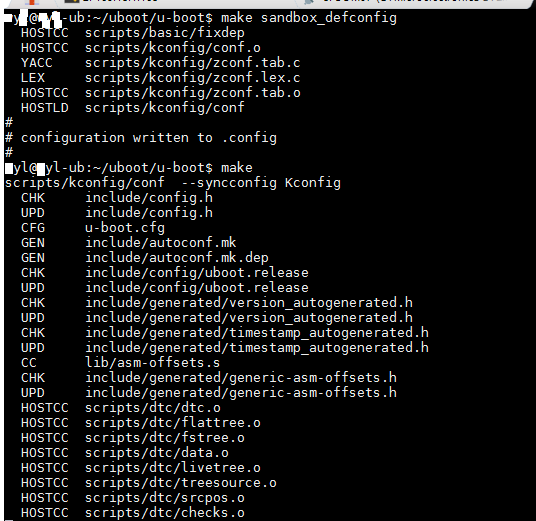 yl@yl-ub:~/uboot/u-boot$ make sandbox_defconfig
HOSTCC scripts/basic/fixdep
HOSTCC scripts/kconfig/conf.o
YACC scripts/kconfig/zconf.tab.c
LEX scripts/kconfig/zconf.lex.c
HOSTCC scripts/kconfig/zconf.tab.o
HOSTLD scripts/kconfig/conf
#
# configuration written to .config
#
yl@yl-ub:~/uboot/u-boot$ make
scripts/kconfig/conf --syncconfig Kconfig
CHK include/config.h
UPD include/config.h
CFG u-boot.cfg
GEN include/autoconf.mk
GEN include/autoconf.mk.dep
CHK include/config/uboot.release
UPD include/config/uboot.release
CHK include/generated/version_autogenerated.h
UPD include/generated/version_autogenerated.h
CHK include/generated/timestamp_autogenerated.h
UPD include/generated/timestamp_autogenerated.h
CC lib/asm-offsets.s
CHK include/generated/generic-asm-offsets.h
UPD include/generated/generic-asm-offsets.h
HOSTCC scripts/dtc/dtc.o
HOSTCC scripts/dtc/flattree.o
HOSTCC scripts/dtc/fstree.o
HOSTCC scripts/dtc/data.o
HOSTCC scripts/dtc/livetree.o
HOSTCC scripts/dtc/treesource.o
HOSTCC scripts/dtc/srcpos.o
HOSTCC scripts/dtc/checks.o